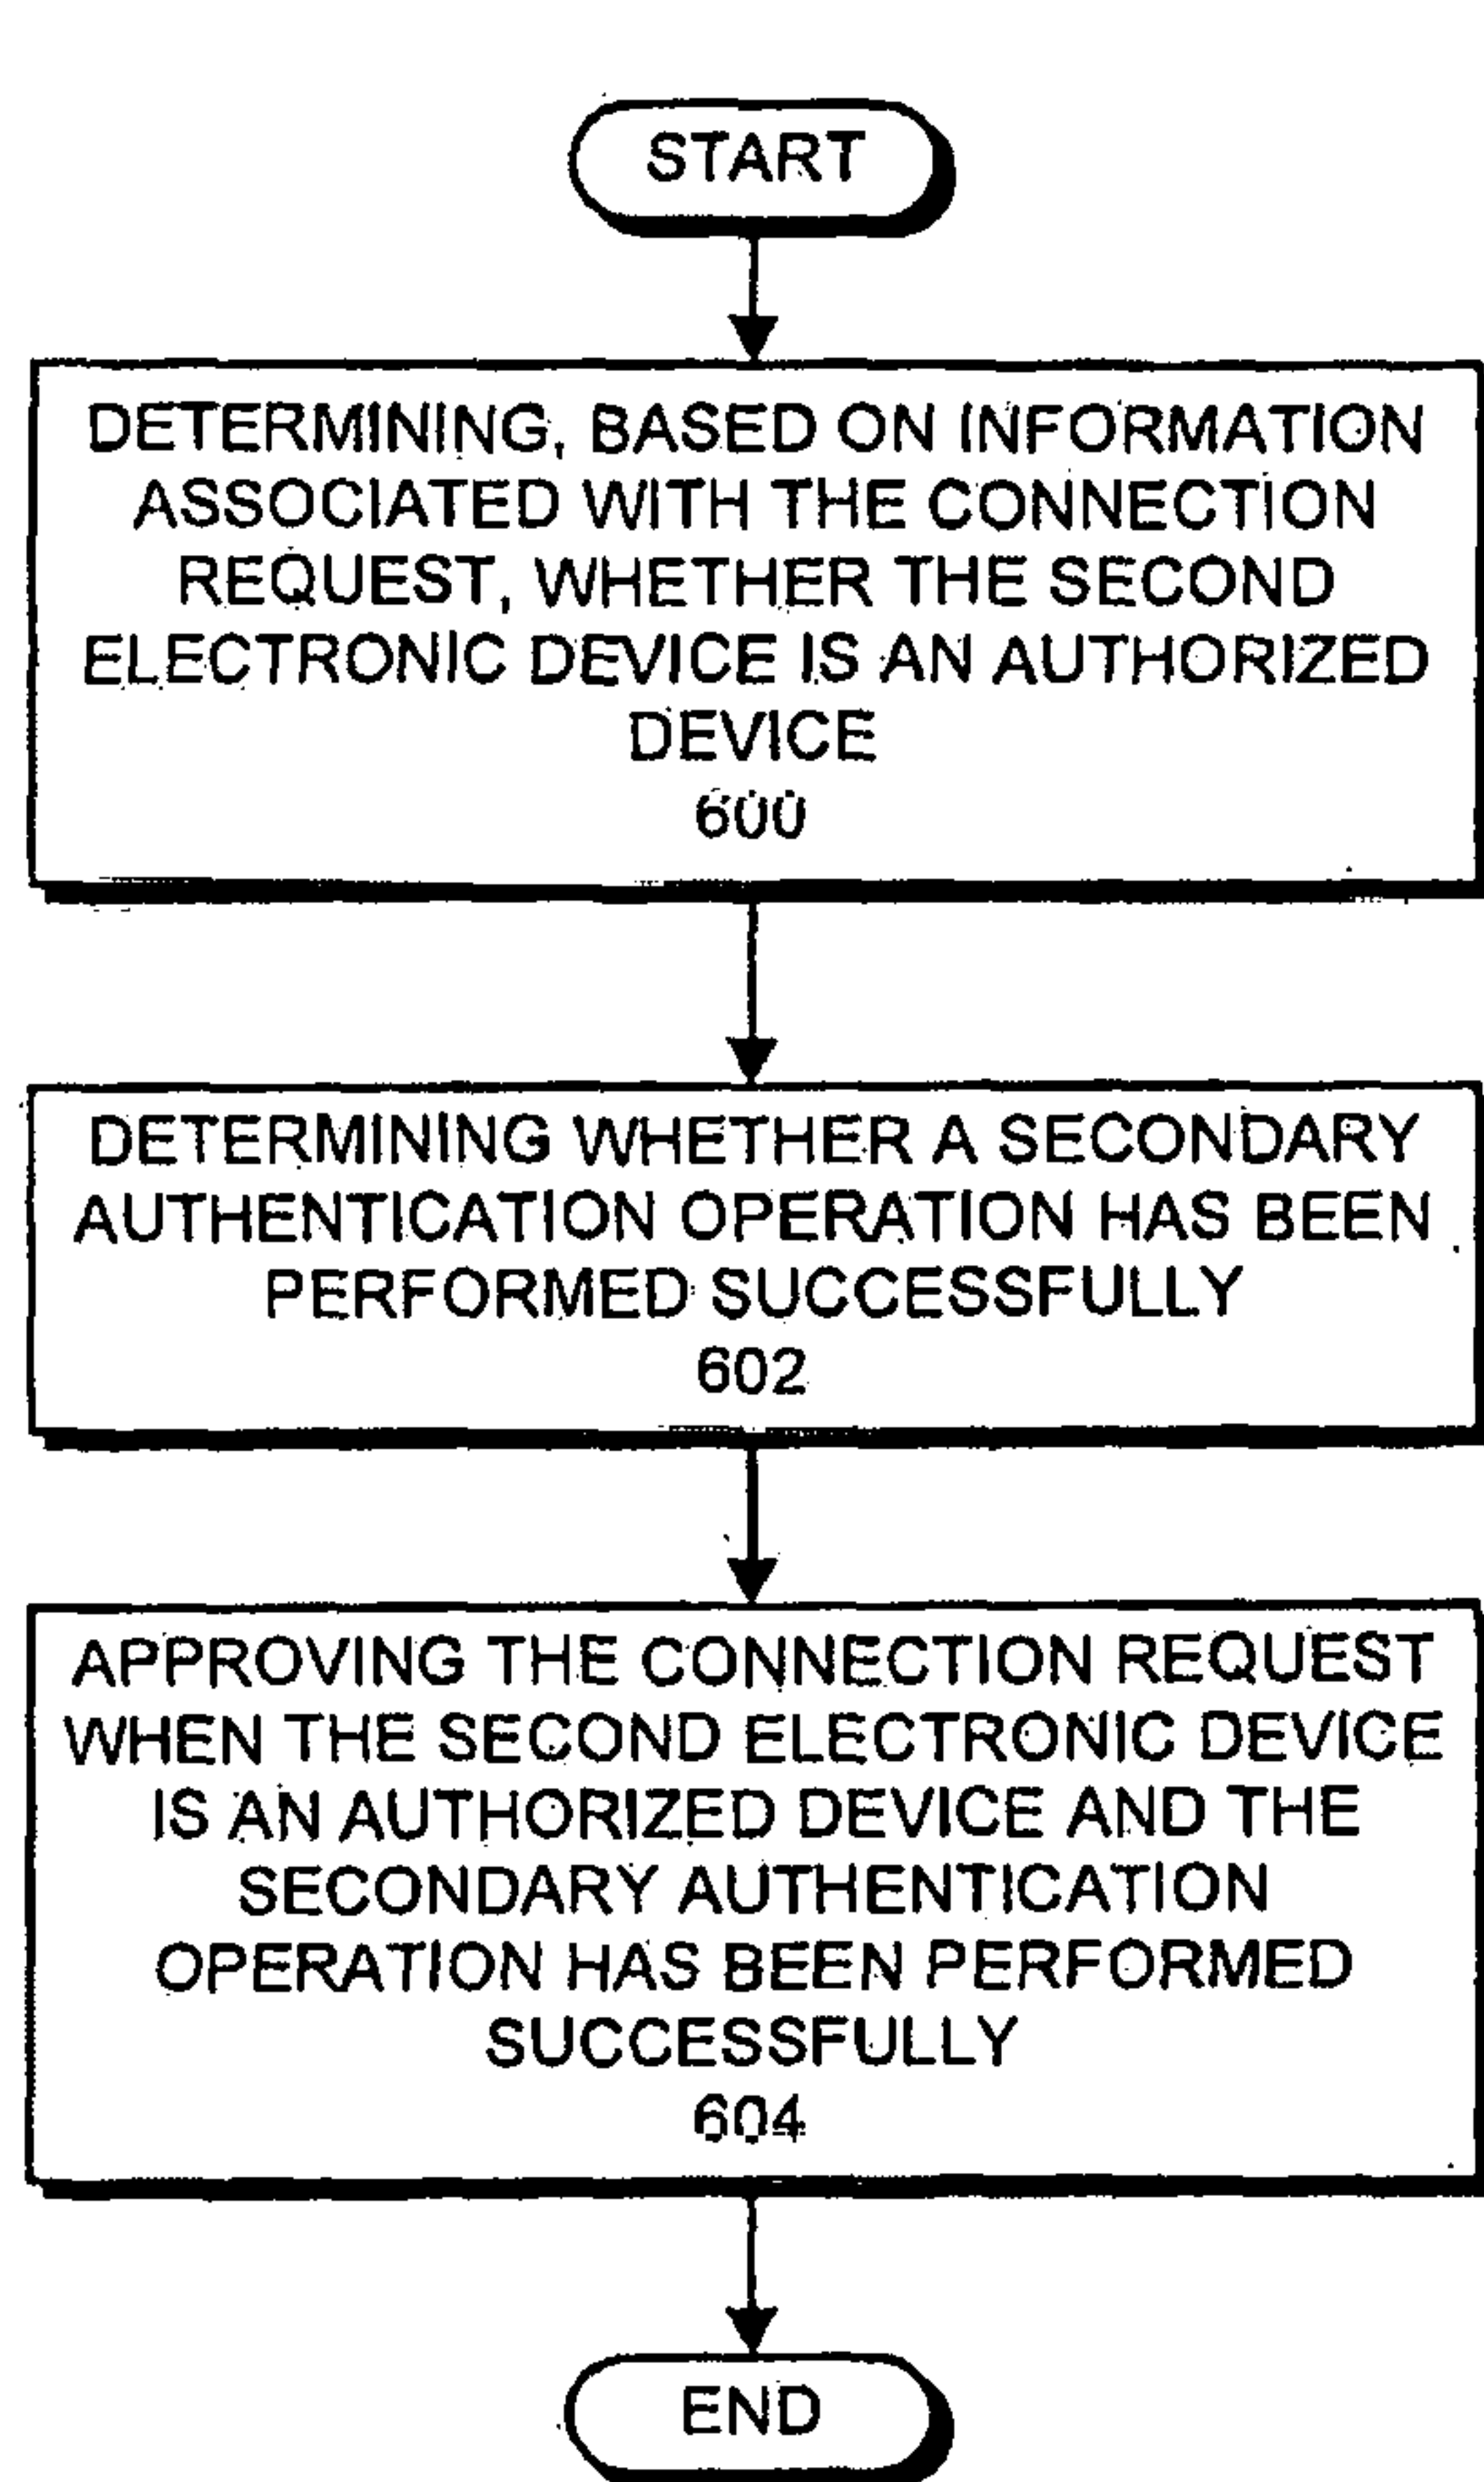 START
DETERMINING, BASED ON INFORMATION
ASSOCIATED WITH THE CONNECTION
REQUEST, WHETHER THE SECOND
ELECTRONIC DEVICE IS AN AUTHORIZED
DEVICE
600
DETERMINING WHETHER A SECONDARY
AUTHENTICATION OPERATION HAS BEEN
PERFORMED SUCCESSFULLY
602
APPROVING THE CONNECTION REQUEST
WHEN THE SECOND ELECTRONIC DEVICE
IS AN AUTHORIZED DEVICE AND THE
SECONDARY AUTHENTICATION
OPERATION HAS BEEN PERFORMED
SUCCESSFULLY
604
END